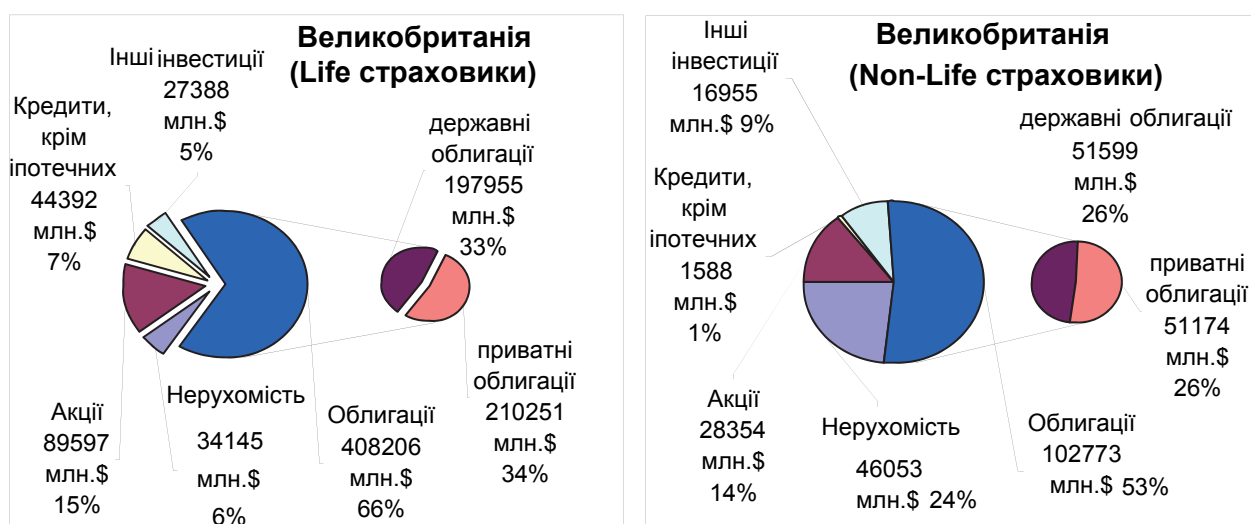 Великобританія
(Life страховики)
Інші інвестиції
27388
млн.$
5%
Кредити,
крім
іпотечних
44392
млн.$
7%
державні
облигації
197955
млн.$
33%
приватні
облигації
210251
млн.$
34%
Акції
89597
млн.$
15%
Нерухомість
34145
млн.$
6%
Облигації
408206
млн.$
66%
Великобританія
(Non-Life страховики)
Інші
інвестиції
16955
млн.$ 9%
державні облигації
51599
млн.$
26%
Кредити,
крім
іпотечних
1588
млн.$
1%
приватні
облигації
51174
млн.$
26%
Акції
28354
млн.$
14%
Нерухомість
46053
млн.$ 24%
Облигації
102773
млн.$ 53%